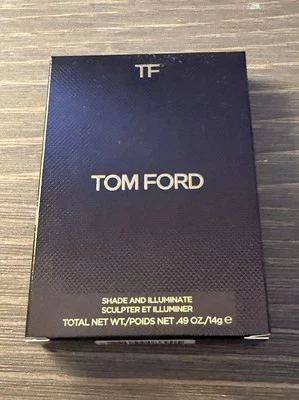 TF
TOM FORD
SHADE AND ILLUMINATE
SCULPTER ET ILLUMINER
TOTAL NET WT./POIDS NET .49 OZ./14g ℮